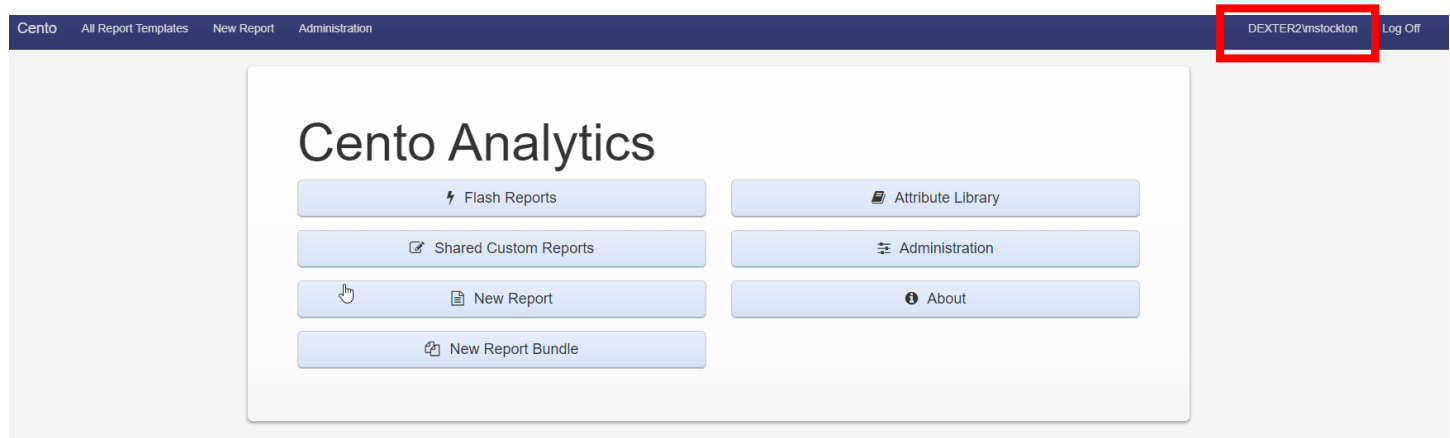 Cento All Report Templates New Report Administration DEXTER2\mstockton Log Off
Cento Analytics
Flash Reports Attribute Library
Shared Custom Reports Administration
New Report About
New Report Bundle